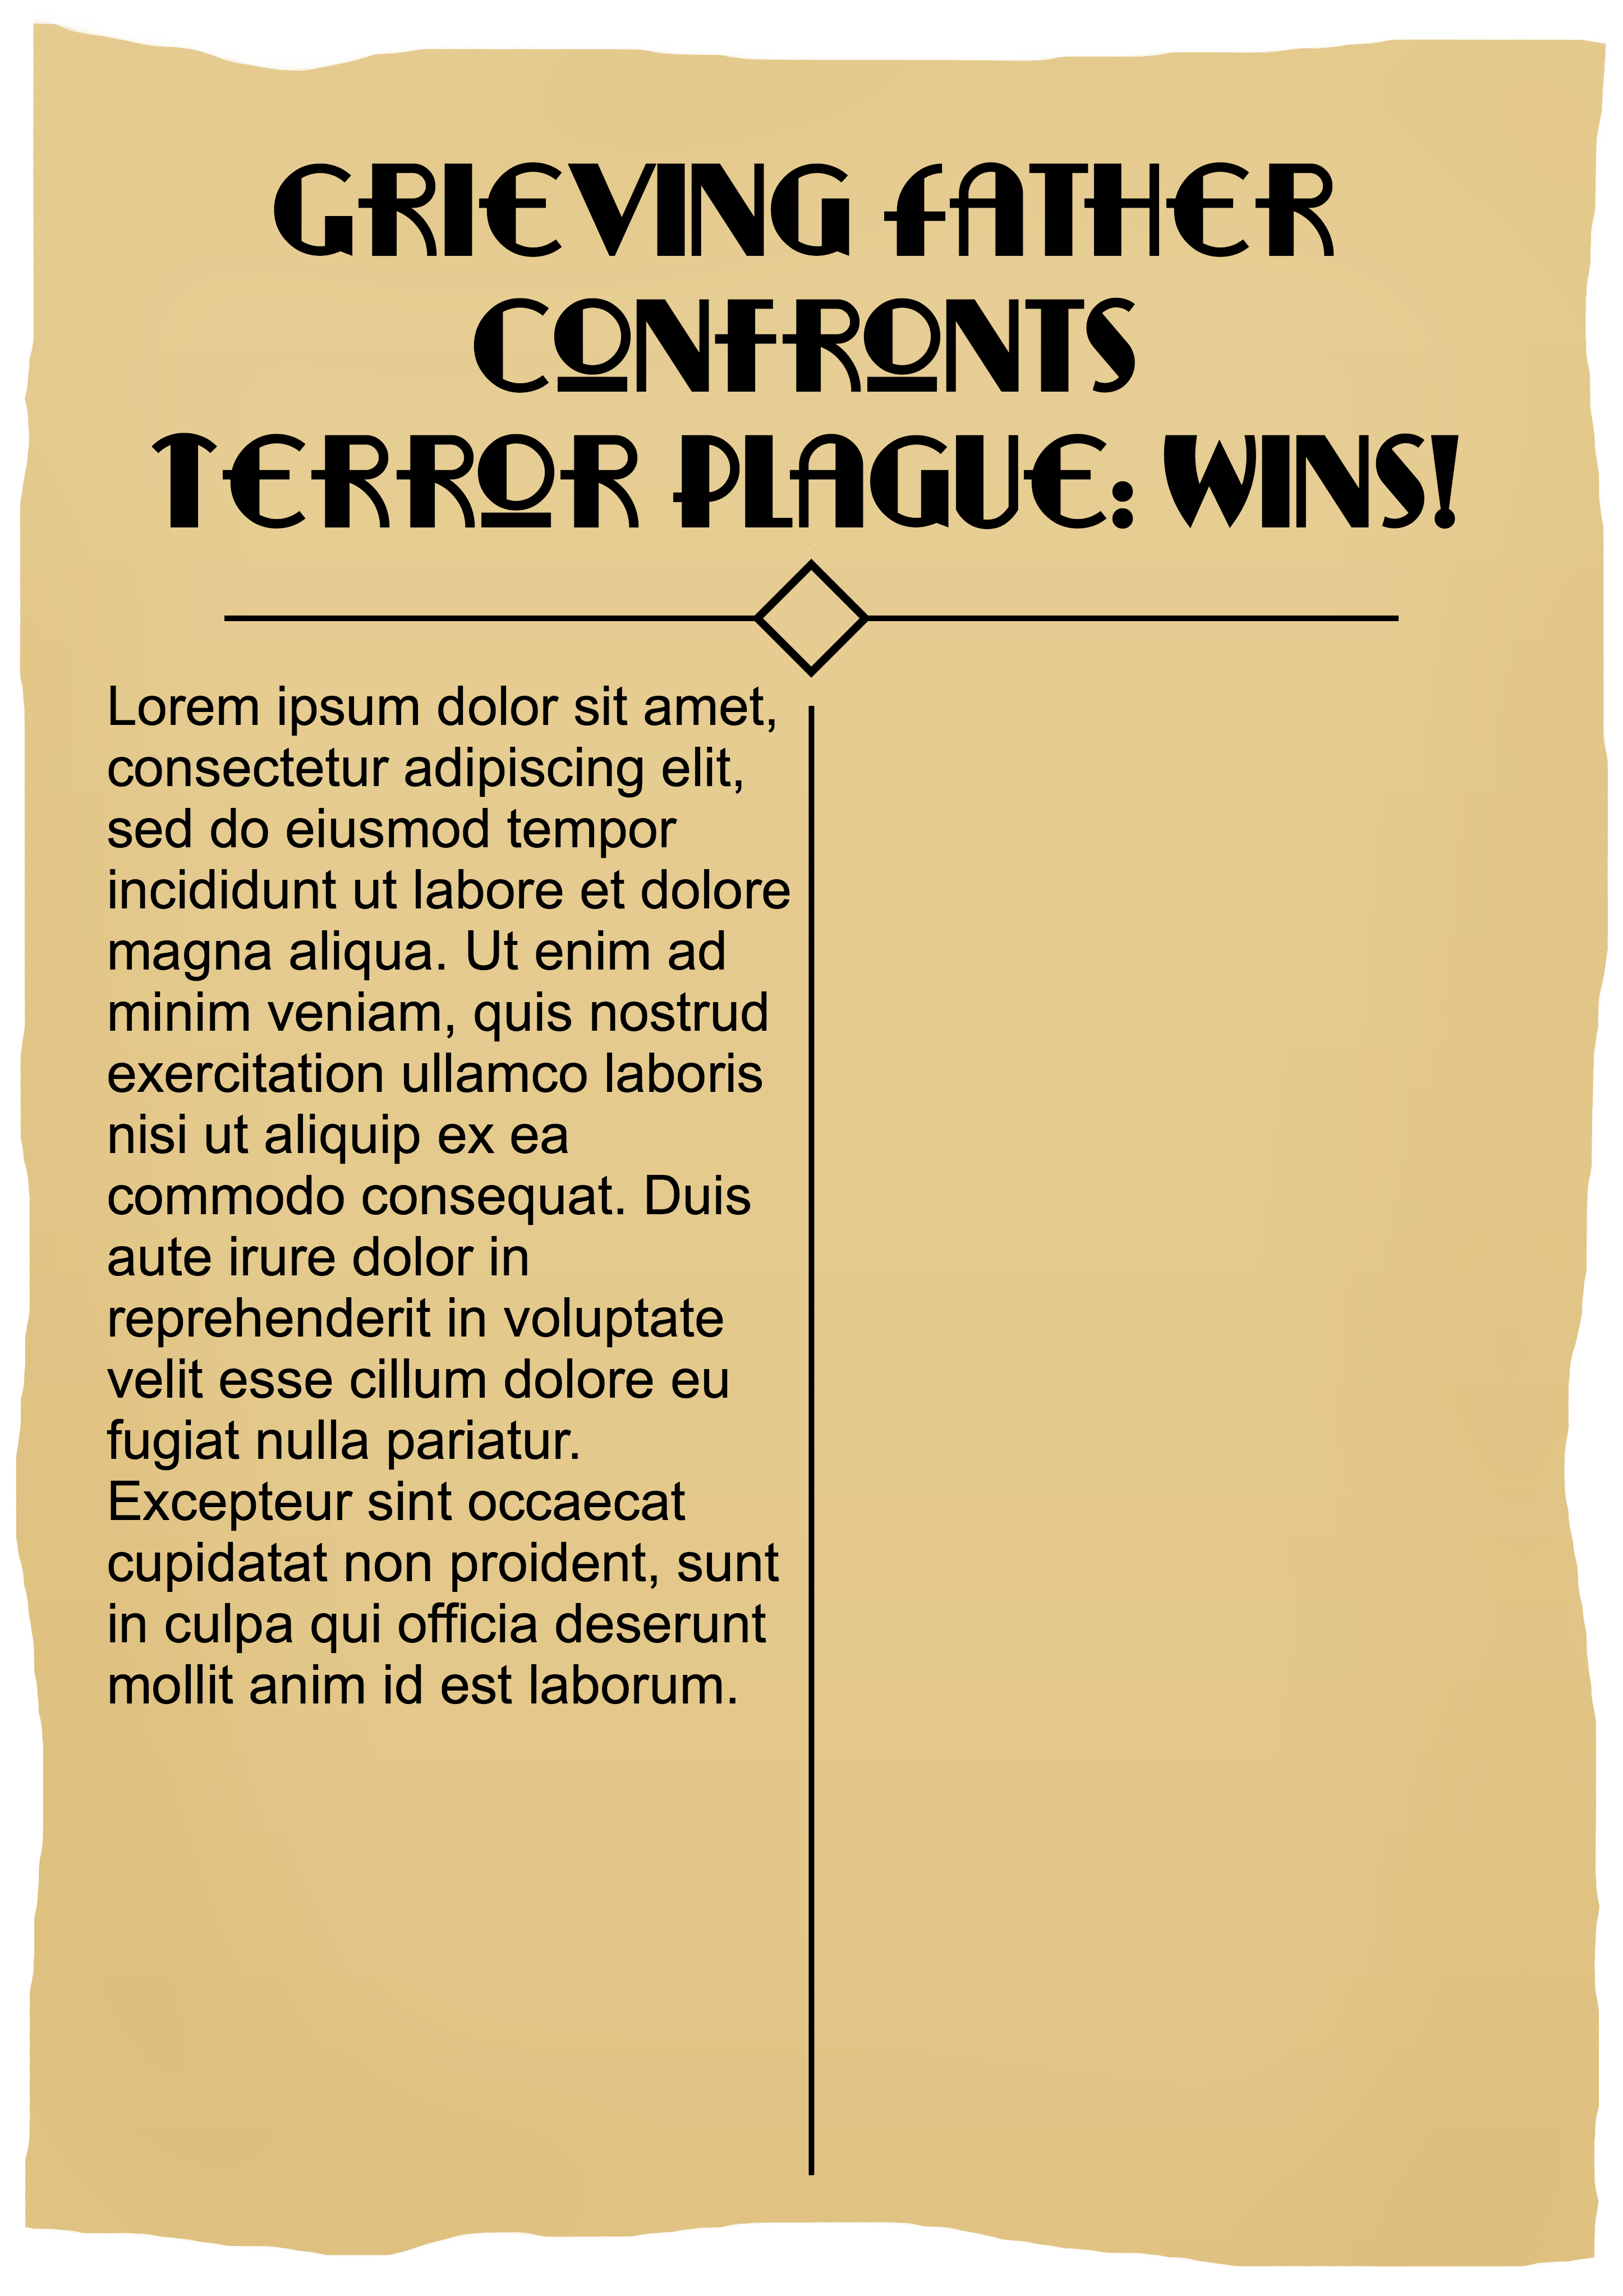 GRIEVING FATHER
CONFRONTS
TERROR PLAGUE: WINS!
Lorem ipsum dolor sit amet,
consectetur adipiscing elit,
sed do eiusmod tempor
incididunt ut labore et dolore
magna aliqua. Ut enim ad
minim veniam, quis nostrud
exercitation ullamco laboris
nisi ut aliquip ex ea
commodo consequat. Duis
aute irure dolor in
reprehenderit in voluptate
velit esse cillum dolore eu
fugiat nulla pariatur.
Excepteur sint occaecat
cupidatat non proident, sunt
in culpa qui officia deserunt
mollit anim id est laborum.